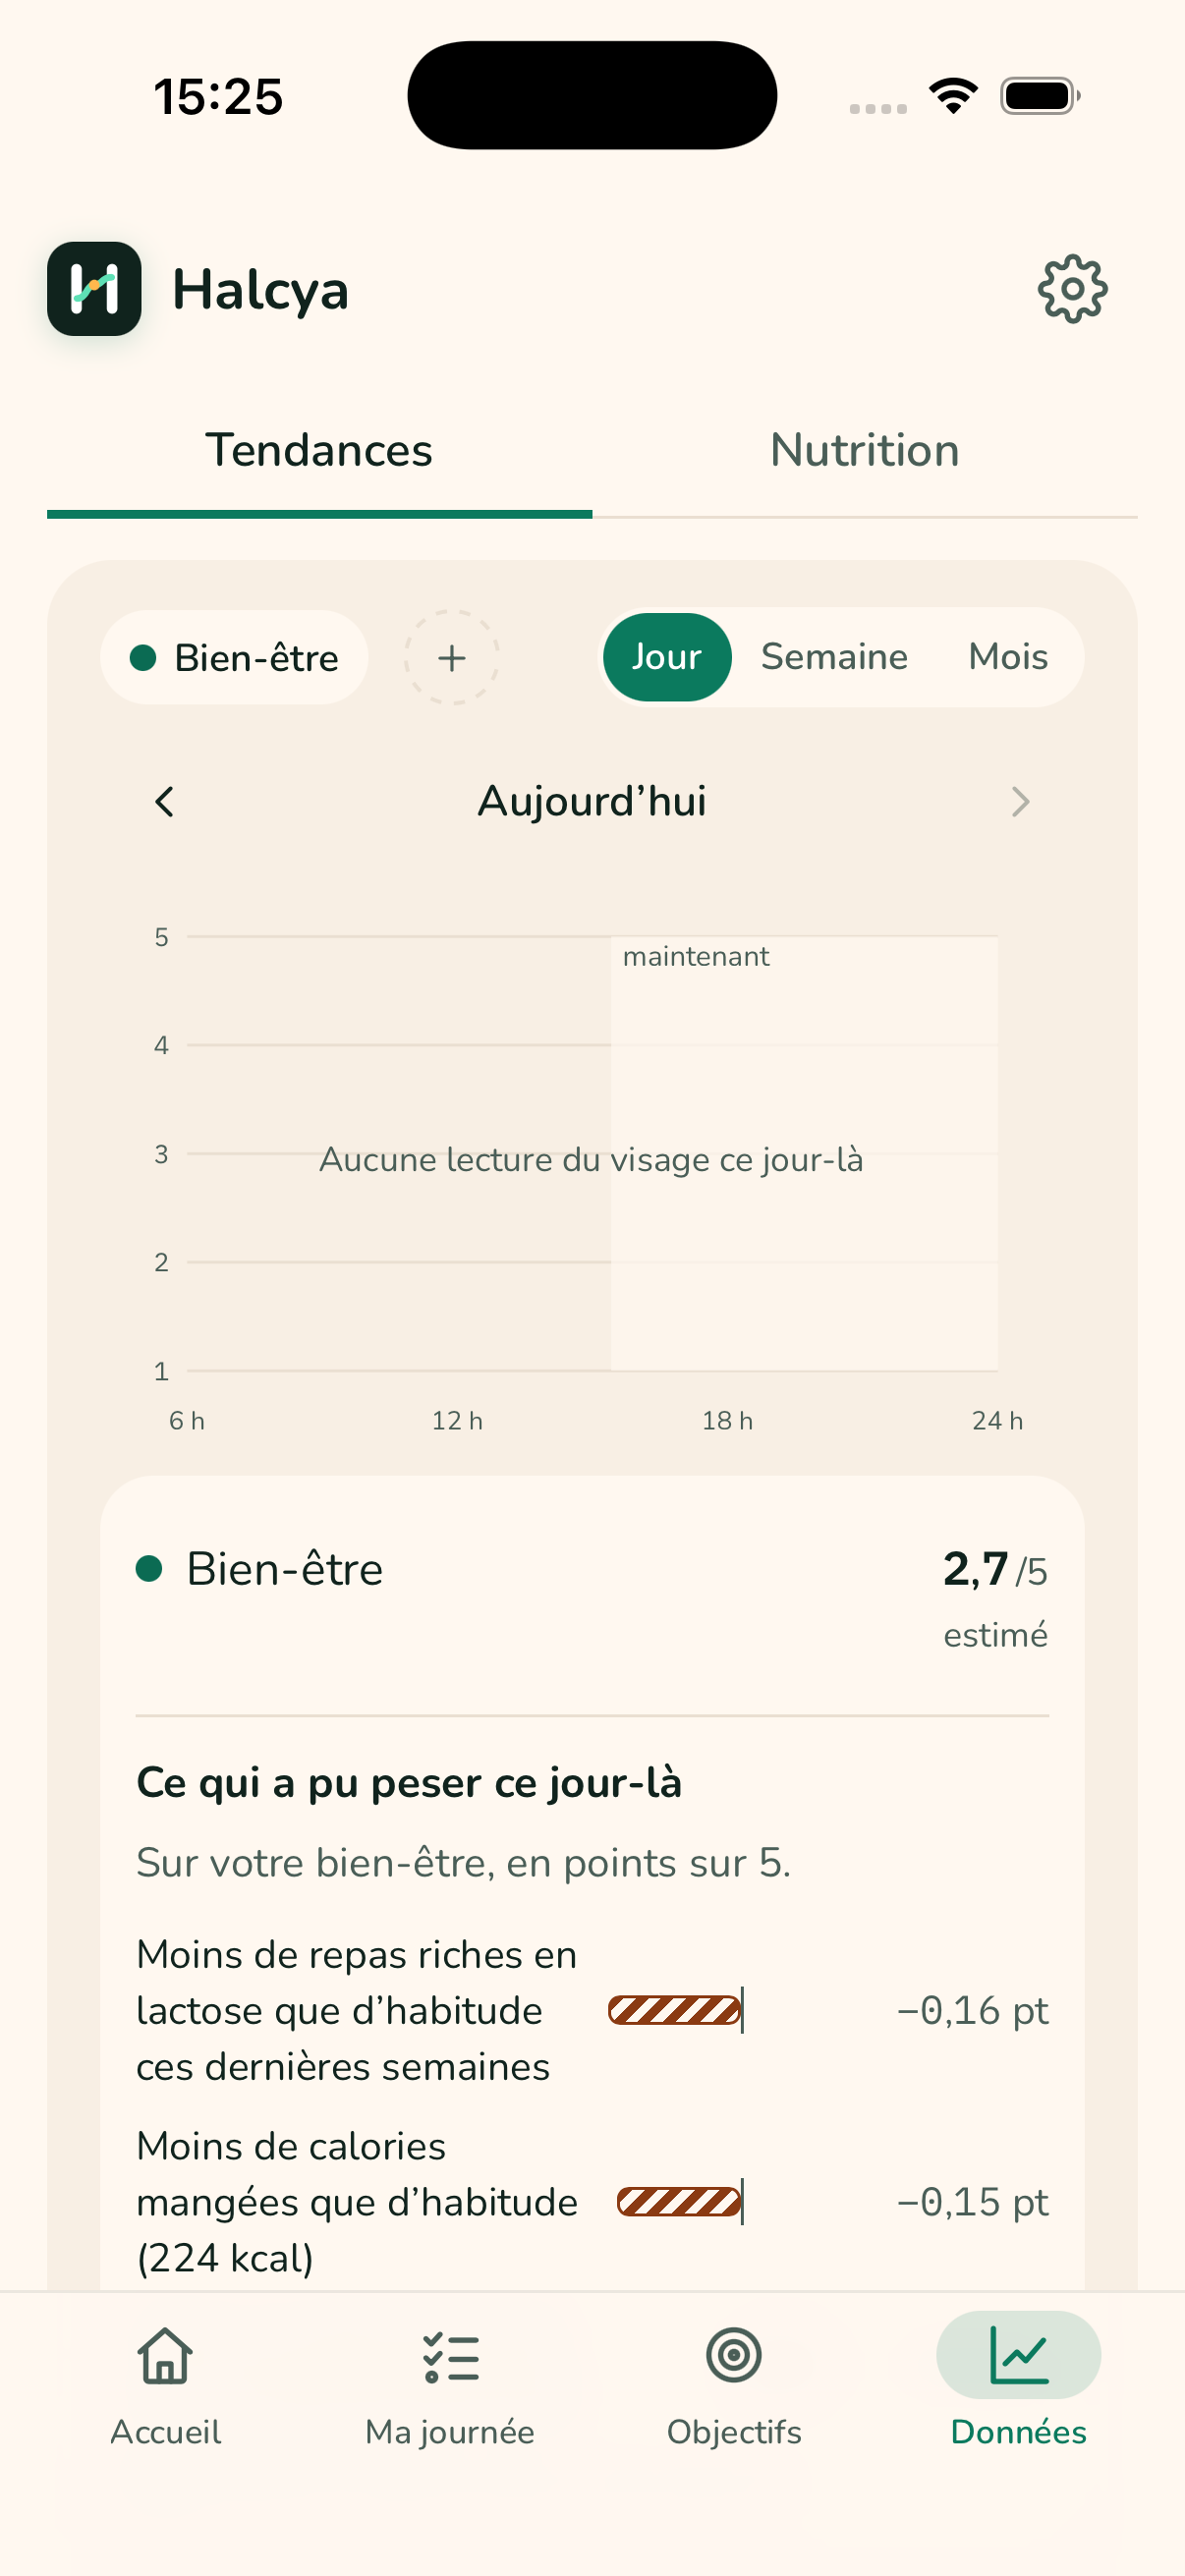 15:25
Halcya
Tendances
Nutrition
Bien-être
+
Jour
Semaine
Mois
Aujourd’hui
5
maintenant
4
3
Aucune lecture du visage ce jour-là
2
1
6 h
12 h
18 h
24 h
Bien-être
2,7/5
estimé
Ce qui a pu peser ce jour-là
Sur votre bien-être, en points sur 5.
Moins de repas riches en
lactose que d’habitude
ces dernières semaines
−0,16 pt
Moins de calories
mangées que d’habitude
(224 kcal)
−0,15 pt
Accueil
Ma journée
Objectifs
Données